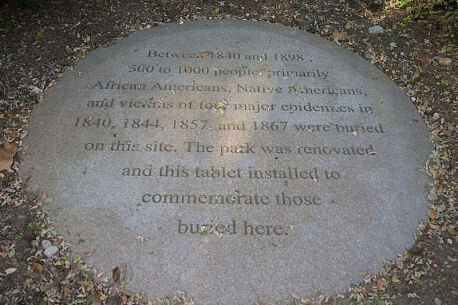 Between 1840 and 1898
500 to 1000 people, primarily
African Americans, Native Americans,
and victims of four major epidemics in
1840, 1844, 1857, and 1867 were buried
on this site. The park was renovated
and this tablet installed to
commemorate those
buried here.